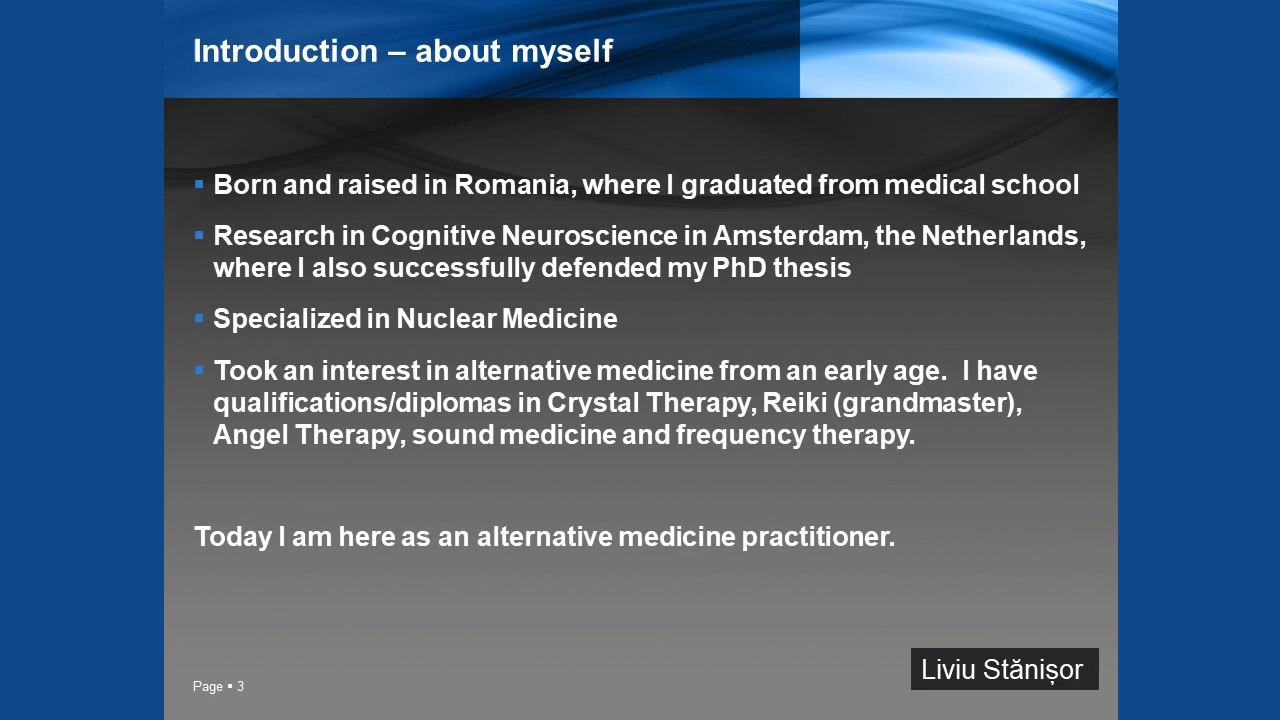 Introduction – about myself
▪ Born and raised in Romania, where I graduated from medical school
▪ Research in Cognitive Neuroscience in Amsterdam, the Netherlands,
where I also successfully defended my PhD thesis
▪ Specialized in Nuclear Medicine
▪ Took an interest in alternative medicine from an early age.  I have
qualifications/diplomas in Crystal Therapy, Reiki (grandmaster),
Angel Therapy, sound medicine and frequency therapy.
Today I am here as an alternative medicine practitioner.
Liviu Stănișor
Page ▪ 3